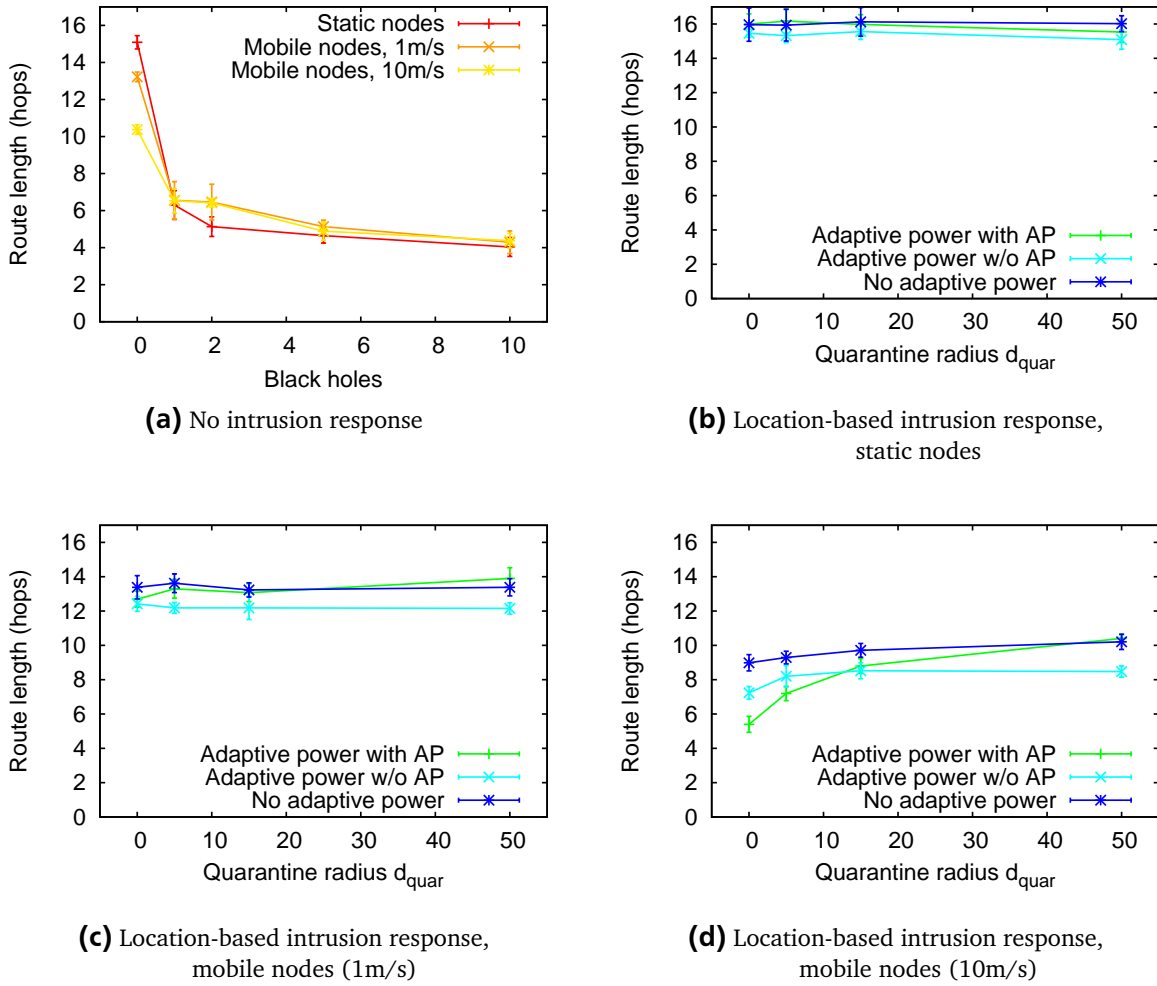 Route length (hops)
16
14
12
10
8
6
4
2
0
Static nodes
Mobile nodes, 1m/s
Mobile nodes, 10m/s
0 2 4 6 8 10
Black holes
(a) No intrusion response
Route length (hops)
16
14
12
10
8
6
4
2
0
Adaptive power with AP
Adaptive power w/o AP
No adaptive power
0 10 20 30 40 50
Quarantine radius d_quar
(b) Location-based intrusion response,
static nodes
Route length (hops)
16
14
12
10
8
6
4
2
0
Adaptive power with AP
Adaptive power w/o AP
No adaptive power
0 10 20 30 40 50
Quarantine radius d_quar
(c) Location-based intrusion response,
mobile nodes (1m/s)
Route length (hops)
16
14
12
10
8
6
4
2
0
Adaptive power with AP
Adaptive power w/o AP
No adaptive power
0 10 20 30 40 50
Quarantine radius d_quar
(d) Location-based intrusion response,
mobile nodes (10m/s)